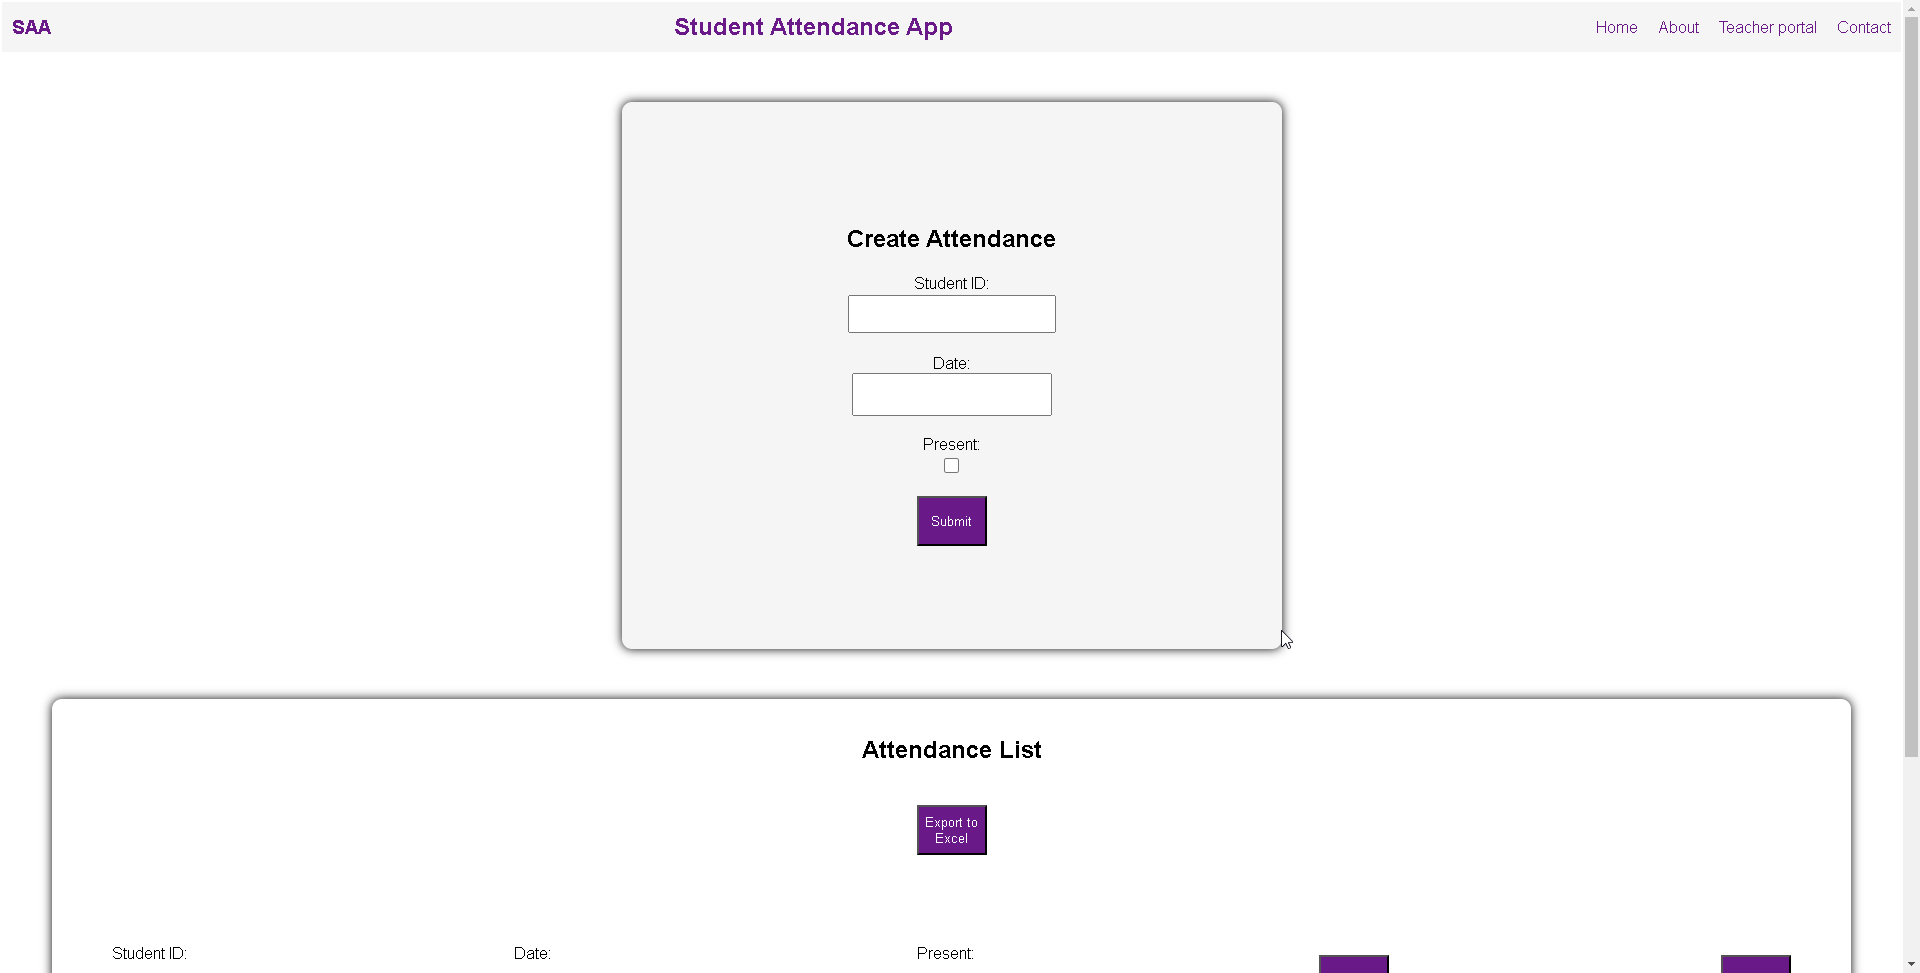 SAA
Student Attendance App
Home About Teacher portal Contact
Create Attendance
Student ID:
Date:
Present:
Submit
Attendance List
Export to
Excel
Student ID: Date: Present: